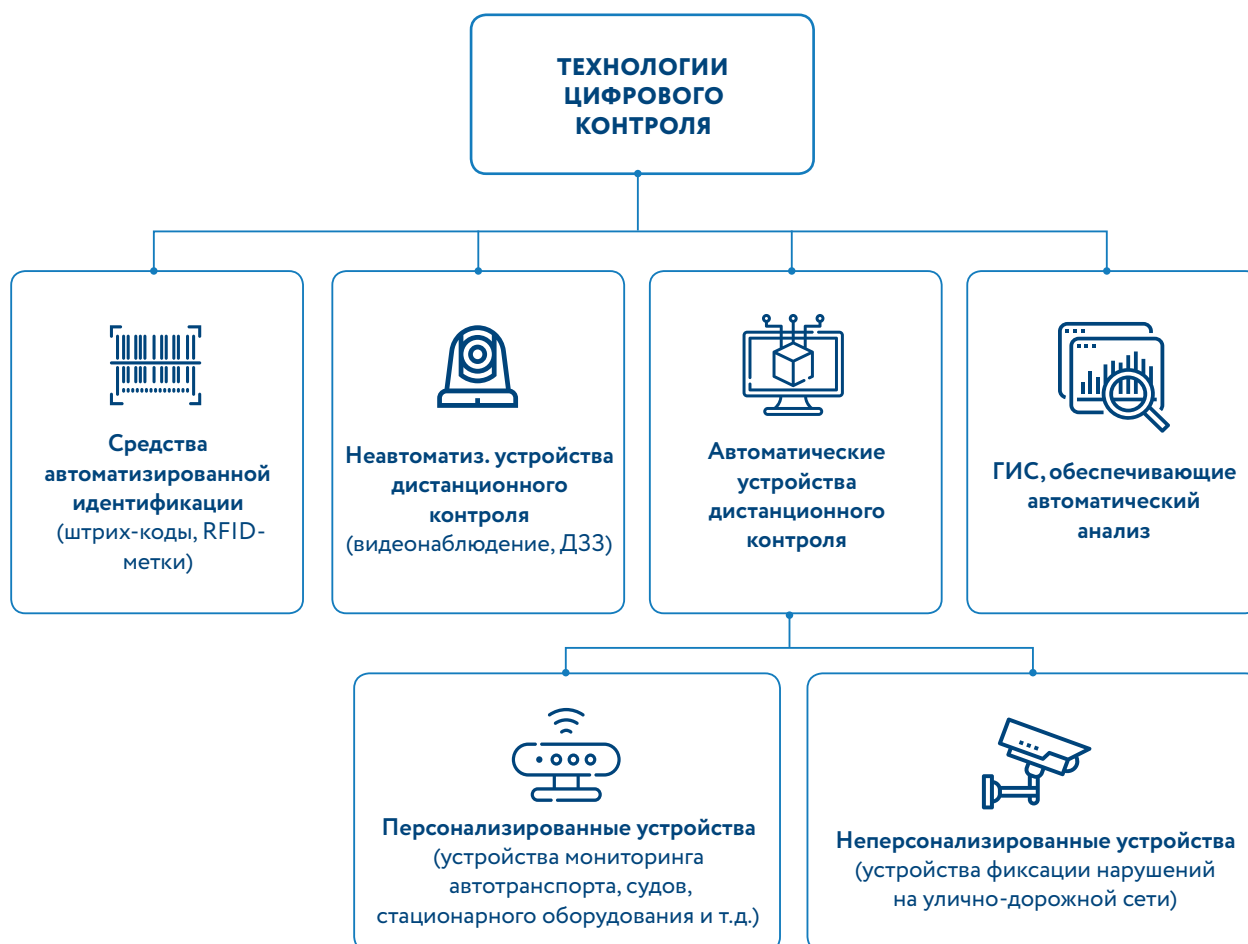 ТЕХНОЛОГИИ
ЦИФРОВОГО
КОНТРОЛЯ
Средства
автоматизированной
идентификации
(штрих-коды, RFID-
метки)
Неавтоматиз. устройства
дистанционного
контроля
(видеонаблюдение, ДЗЗ)
Автоматические
устройства
дистанционного
контроля
ГИС, обеспечивающие
автоматический
анализ
Персонализированные устройства
(устройства мониторинга
автотранспорта, судов,
стационарного оборудования и т.д.)
Неперсонализированные устройства
(устройства фиксации нарушений
на улично-дорожной сети)